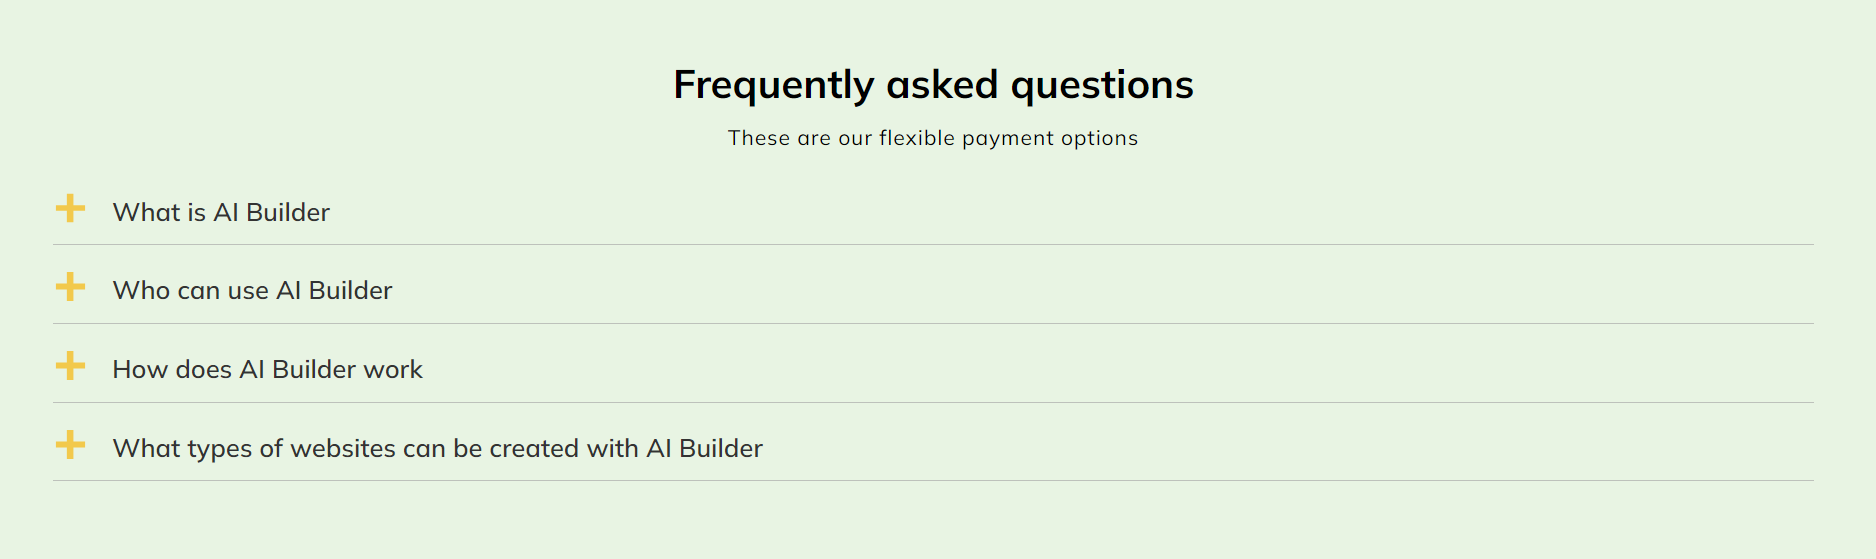 Frequently asked questions
These are our flexible payment options
What is AI Builder
Who can use AI Builder
How does AI Builder work
What types of websites can be created with AI Builder